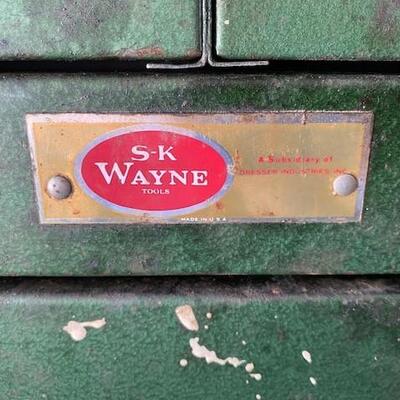 S-K
WAYNE
TOOLS
A Subsidiary of
DRESSER INDUSTRIES INC.
MADE IN U.S.A.